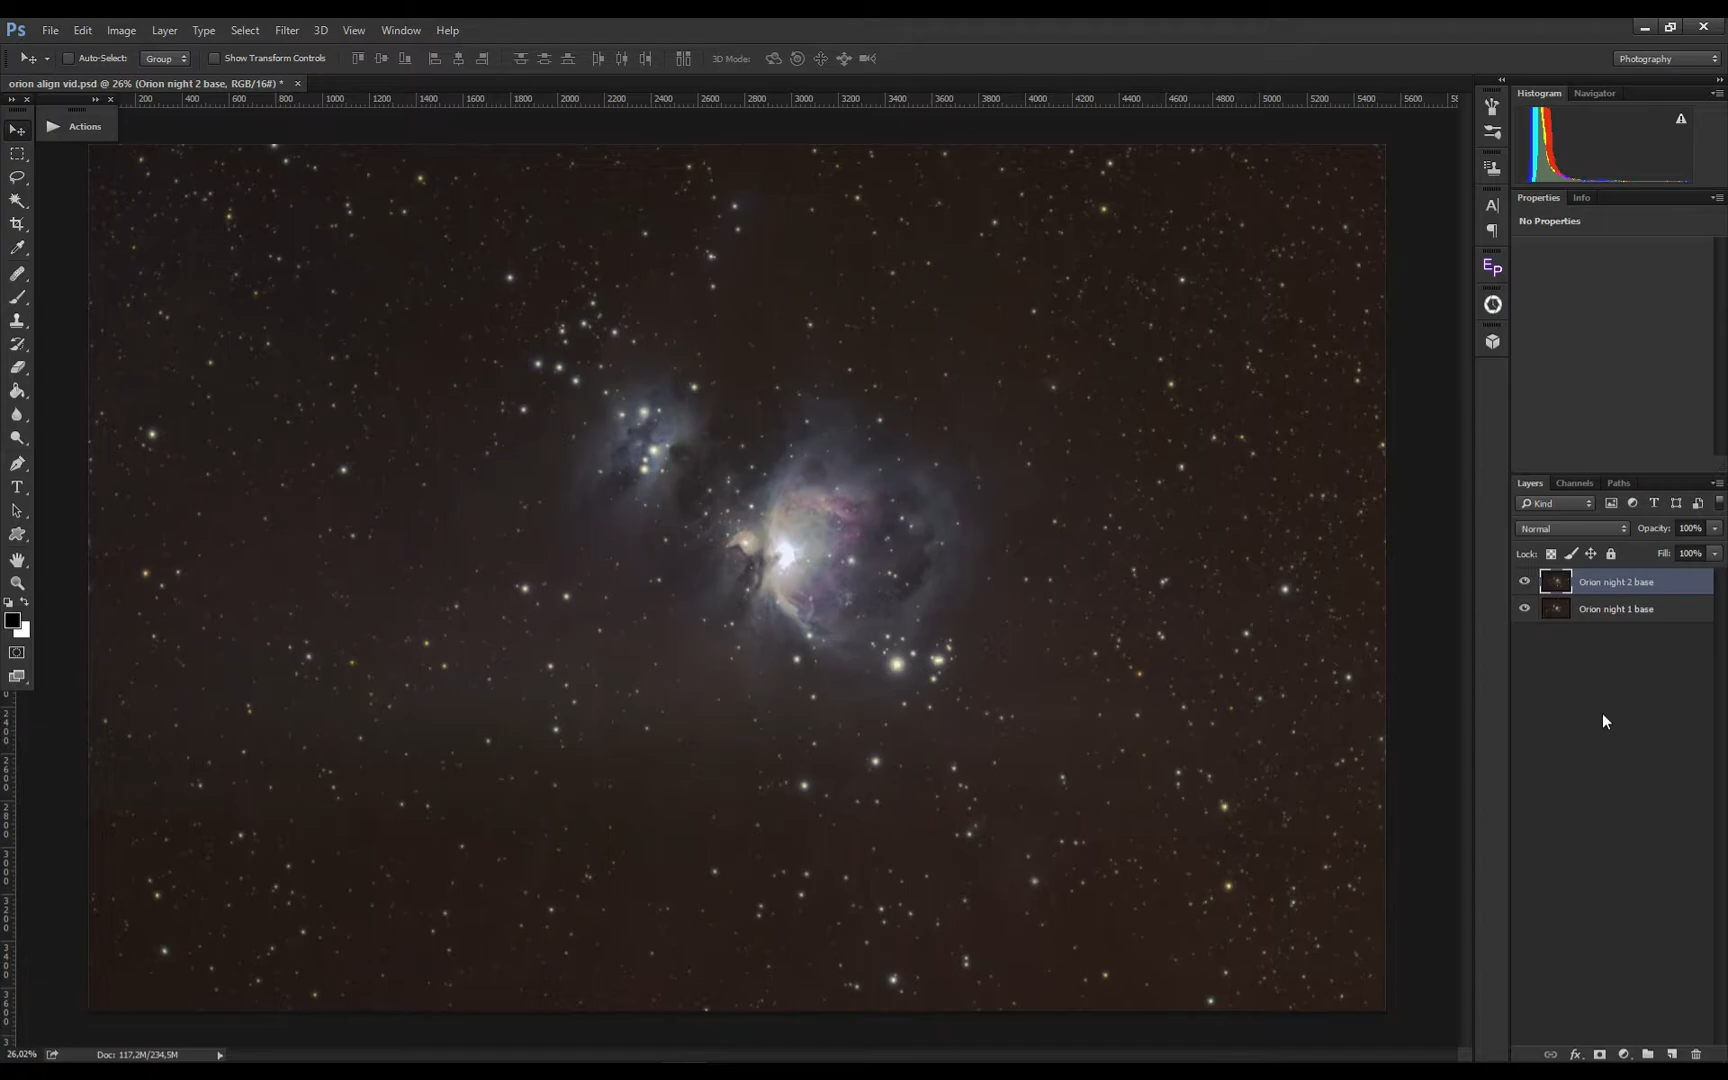 Ps File Edit Image Layer Type Select Filter 3D View Window Help
Auto-Select: Group Show Transform Controls 3D Mode: Photography
orion align vid.psd @ 26% (Orion night 2 base, RGB/16#) * ×
200 400 600 800 1000 1200 1400 1600 1800 2000 2200 2400 2600 2800 3000 3200 3400 3600 3800 4000 4200 4400 4600 4800 5000 5200 5400 5600
Actions
Histogram Navigator
Properties Info
No Properties
EP
Layers Channels Paths
Kind
Normal Opacity: 100%
Lock: Fill: 100%
Orion night 2 base
Orion night 1 base
26,02% Doc: 117,2M/234,5M